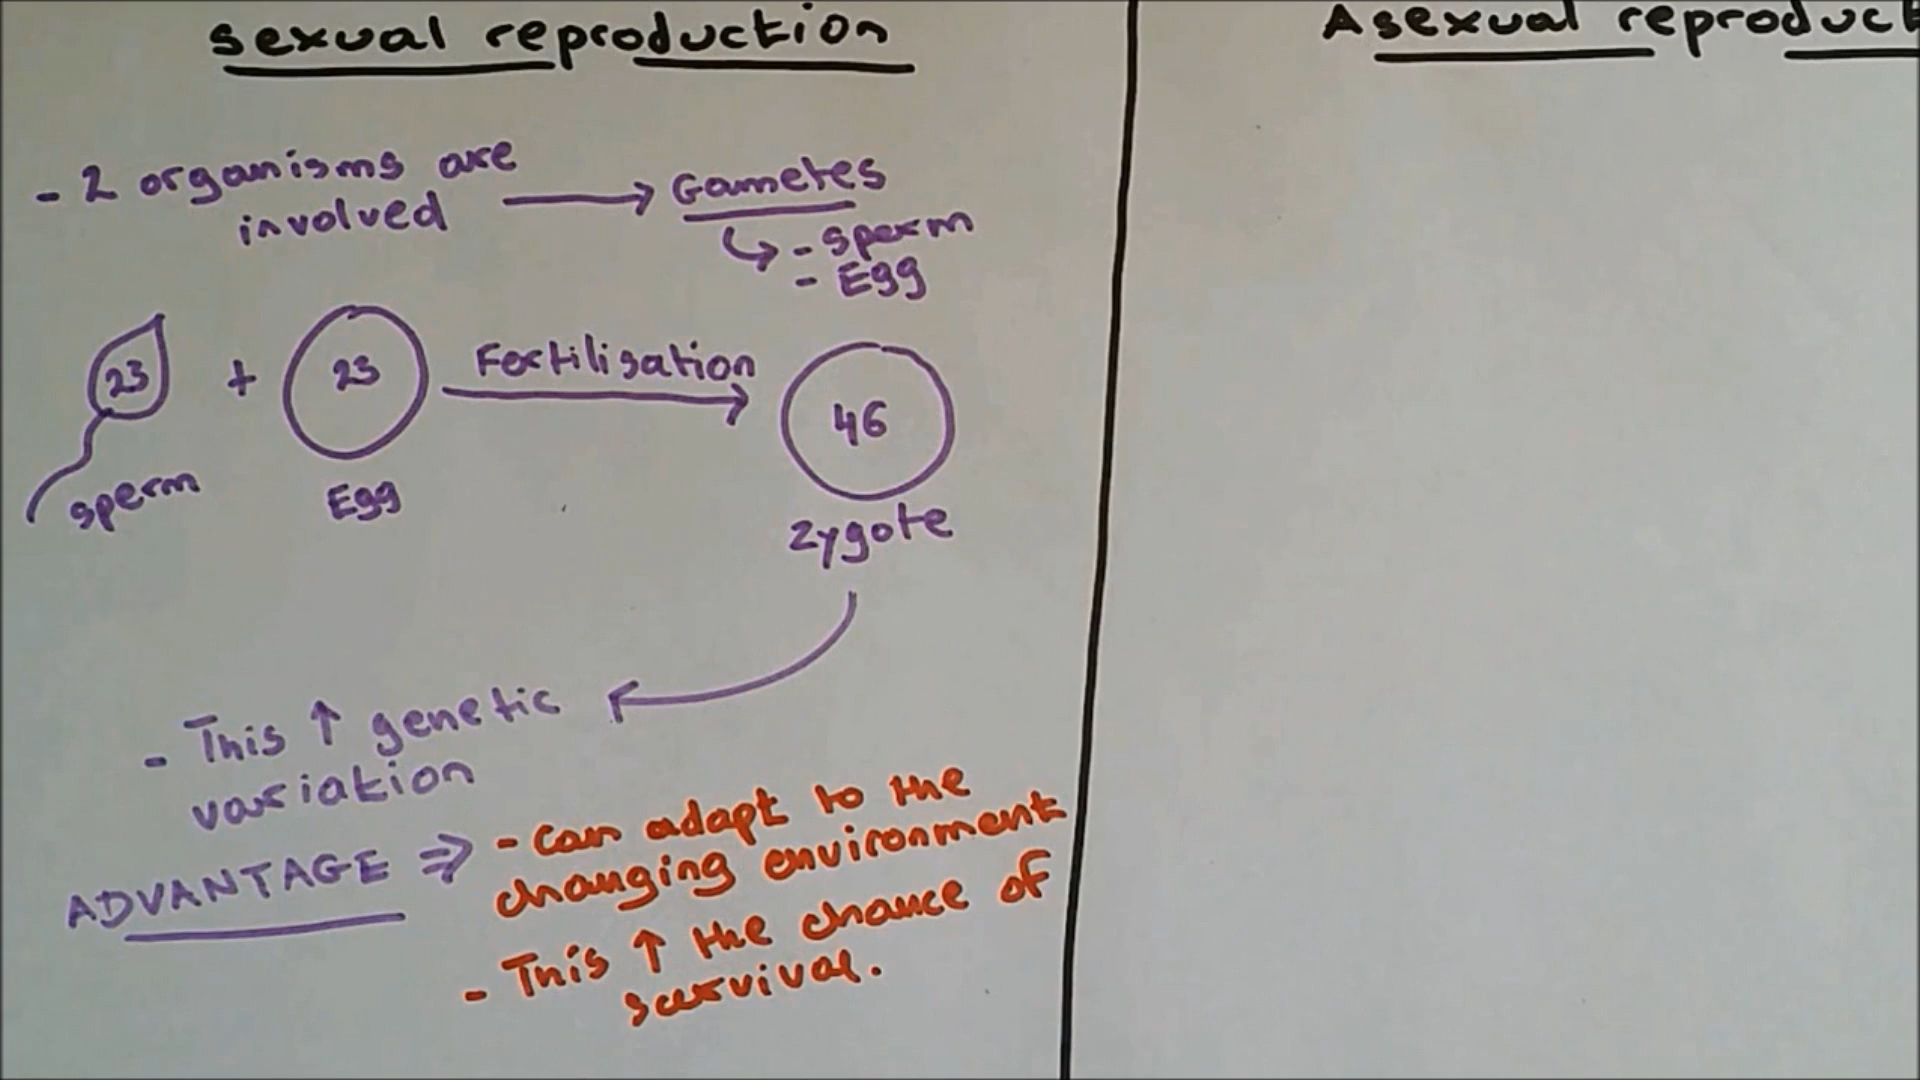 Sexual reproduction
Asexual reproduct
- 2 organisms are
involved
Gametes
- sperm
- Egg
23
+
23
Fertilisation
46
sperm
Egg
Zygote
- This ↑ genetic
variation
ADVANTAGE ⇒
- can adapt to the
changing environment
- This ↑ the chance of
survival.